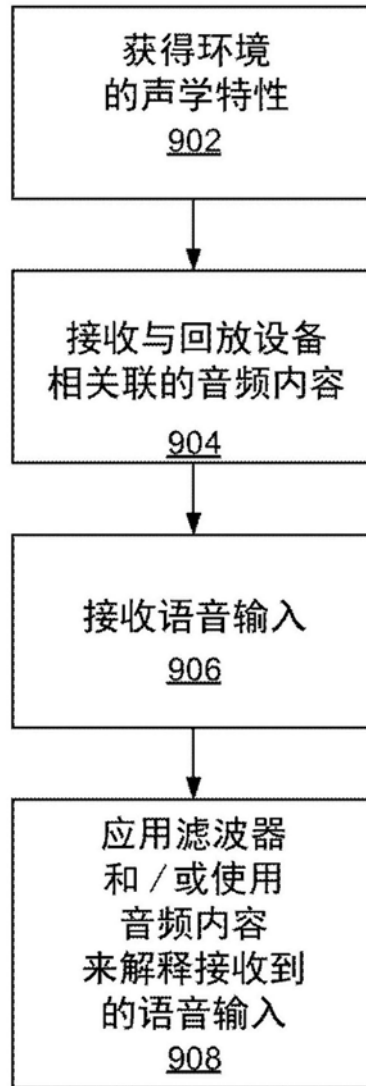 获得环境
的声学特性
902
接收与回放设备
相关联的音频内容
904
接收语音输入
906
应用滤波器
和/或使用
音频内容
来解释接收到
的语音输入
908